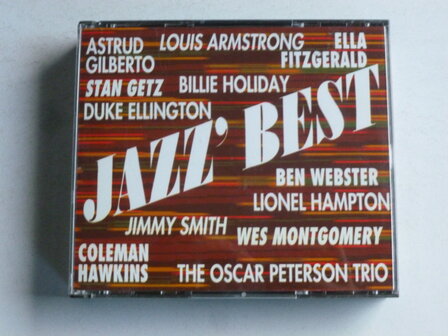 ASTRUD
GILBERTO
LOUIS ARMSTRONG
ELLA
FITZGERALD
STAN GETZ
BILLIE HOLIDAY
DUKE ELLINGTON
JAZZ' BEST
BEN WEBSTER
LIONEL HAMPTON
JIMMY SMITH
WES MONTGOMERY
COLEMAN
HAWKINS
THE OSCAR PETERSON TRIO